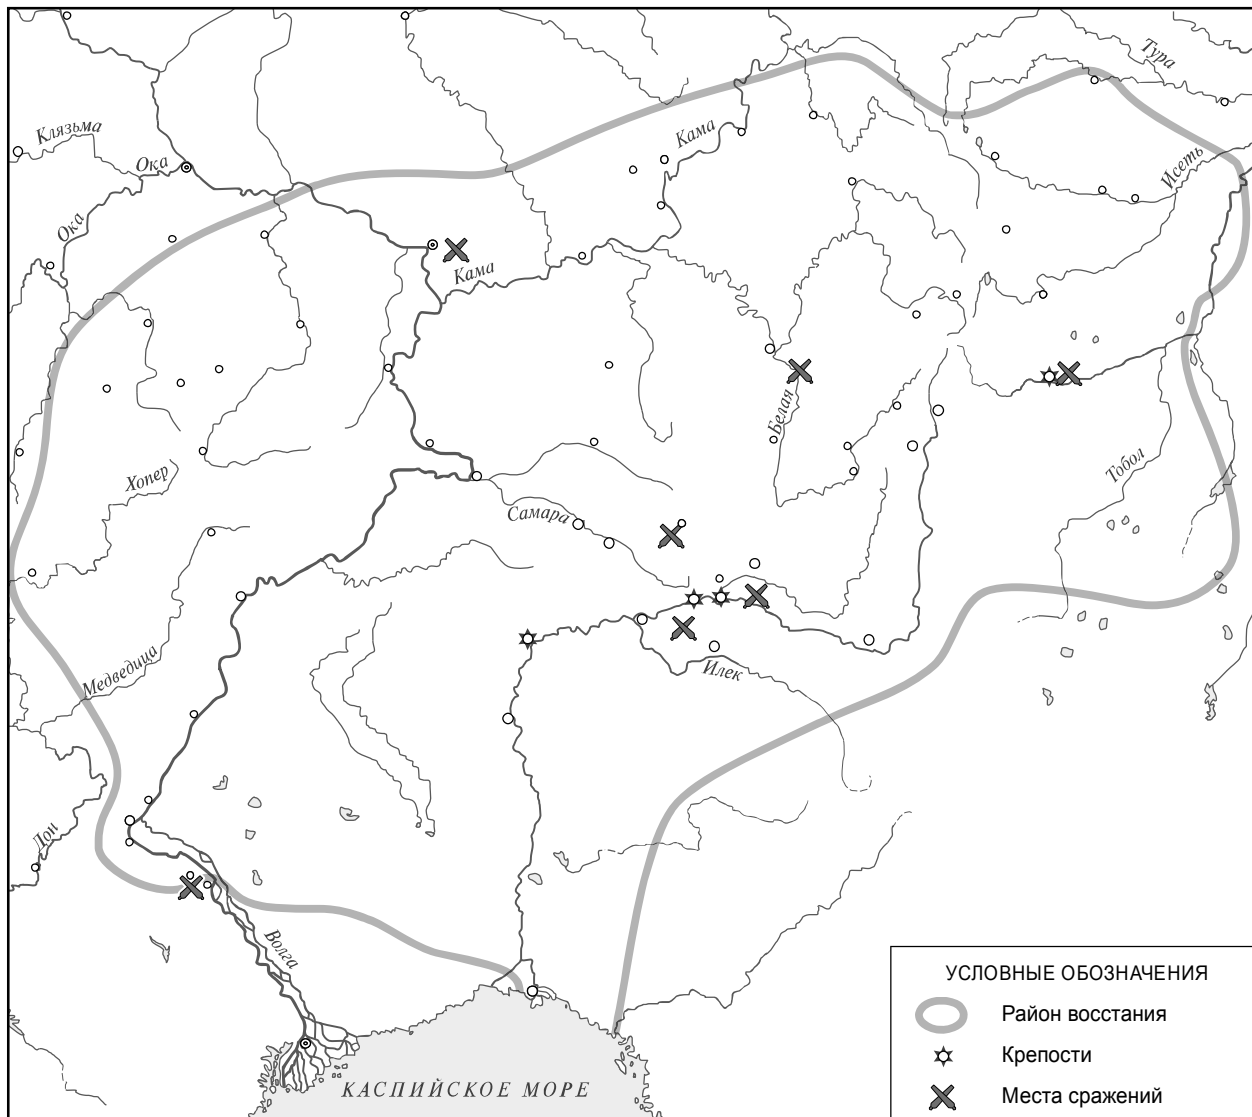 Тура
Клязьма
Ока
Кама
Исеть
Ока
Кама
Белая
Хопер
Тобол
Самара
Медведица
Илек
Дон
Волга
КАСПИЙСКОЕ МОРЕ
УСЛОВНЫЕ ОБОЗНАЧЕНИЯ
Район восстания
Крепости
Места сражений